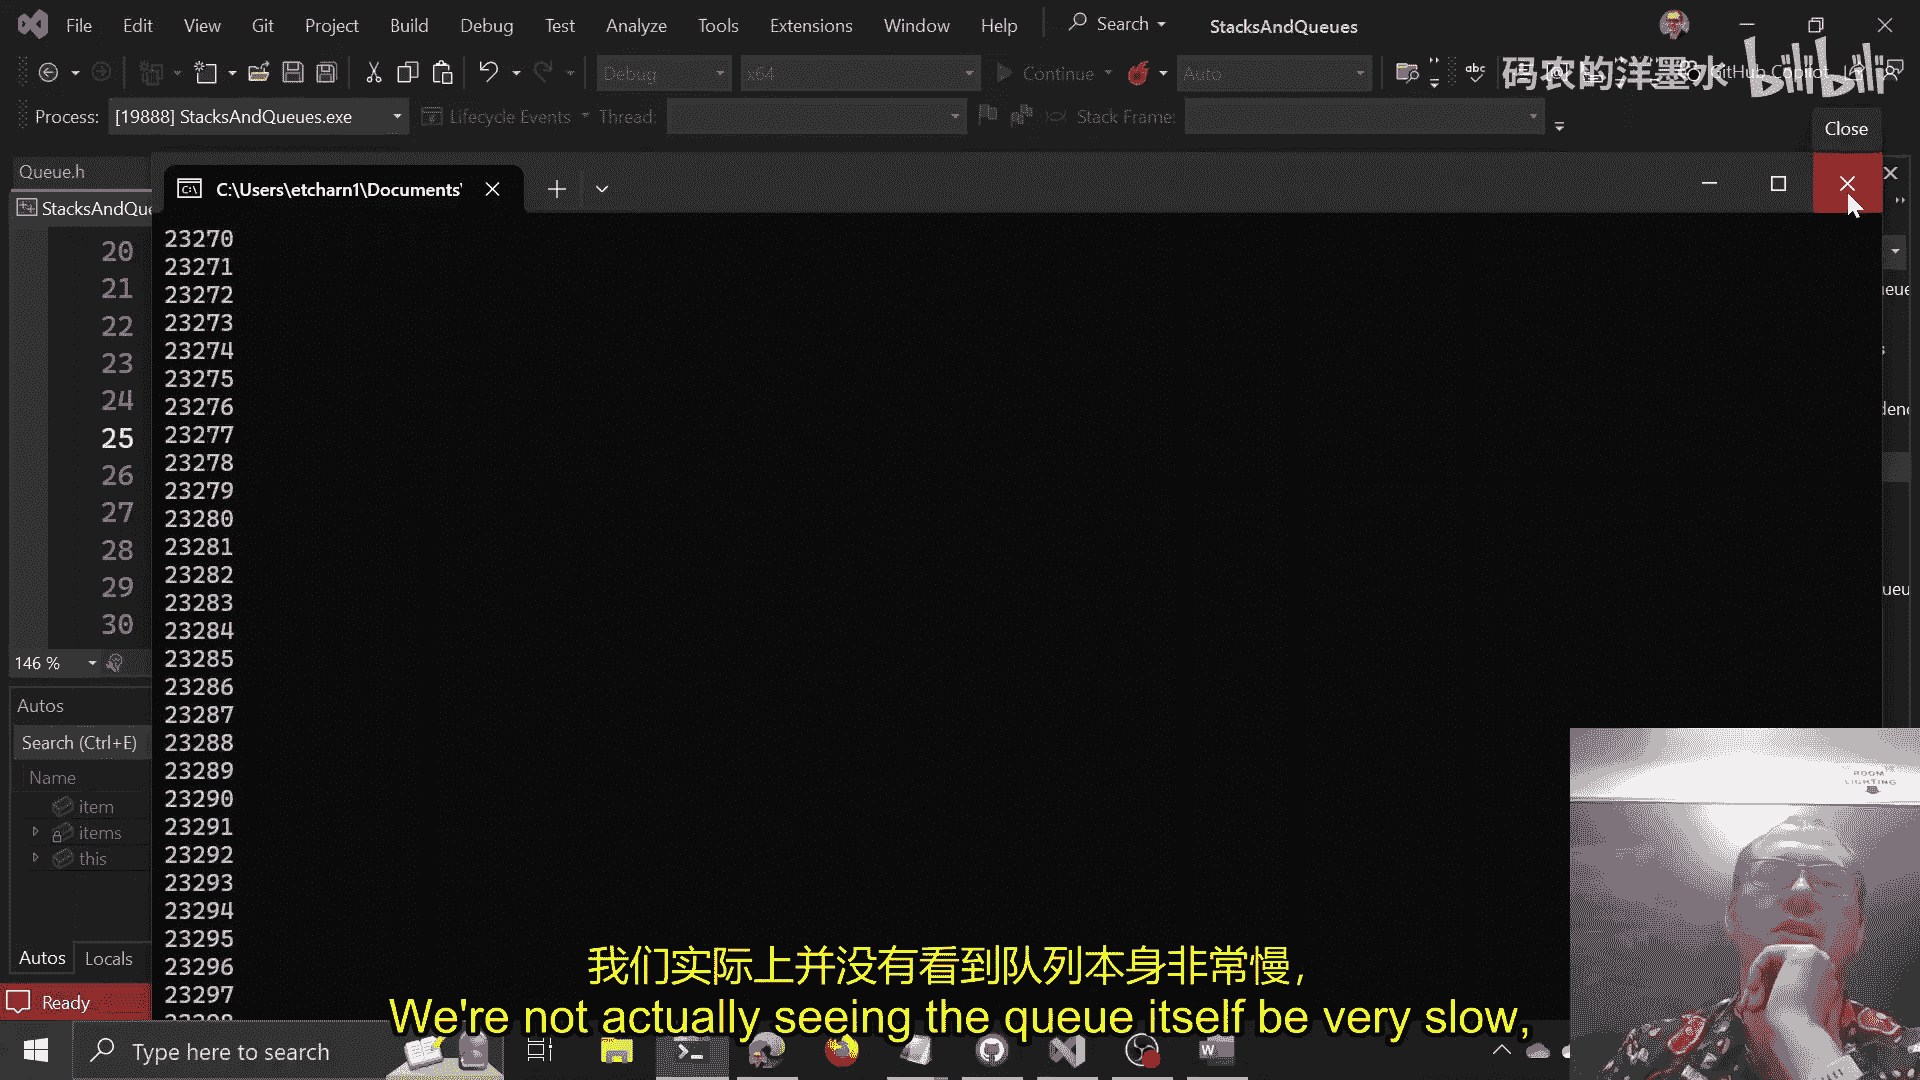 File Edit View Git Project Build Debug Test Analyze Tools Extensions Window Help Search StacksAndQueues
Debug x64 Continue Auto GitHub Copilot
码农的洋墨水 bilibili
Process: [19888] StacksAndQueues.exe Lifecycle Events Thread: Stack Frame:
Close
Queue.h
C:\Users\etcharn1\Documents'
StacksAndQue
20
21
22
23
24
25
26
27
28
29
30
146 %
Autos
Search (Ctrl+E)
Name
item
items
this
Autos Locals
Ready
23270
23271
23272
23273
23274
23275
23276
23277
23278
23279
23280
23281
23282
23283
23284
23285
23286
23287
23288
23289
23290
23291
23292
23293
23294
23295
23296
23297
23298
ROOM
LIGHTING
我们实际上并没有看到队列本身非常慢，
We're not actually seeing the queue itself be very slow,
Type here to search